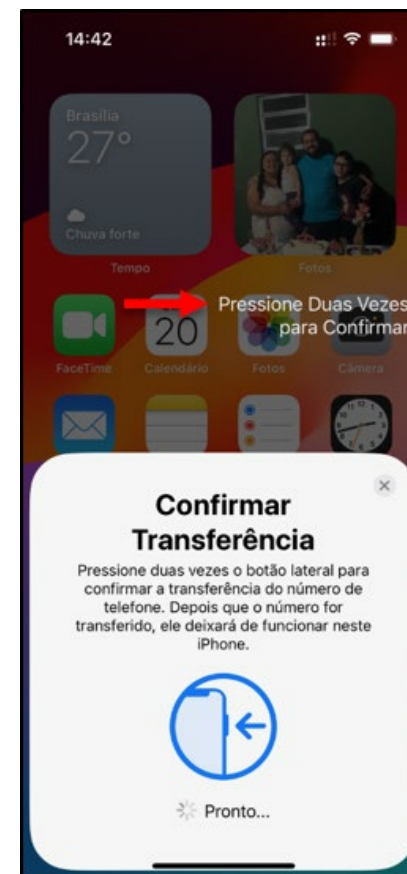 14:42
Brasília
27°
Chuva forte
Tempo
Fotos
Pressione Duas Vezes
para Confirmar
20
FaceTime
Calendário
Fotos
Câmera
Confirmar
Transferência
Pressione duas vezes o botão lateral para
confirmar a transferência do número de
telefone. Depois que o número for
transferido, ele deixará de funcionar neste
iPhone.
Pronto...